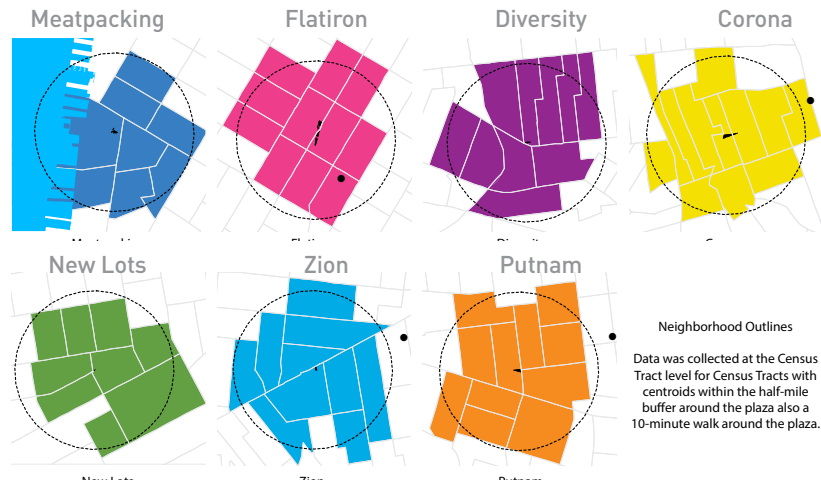 Meatpacking
Flatiron
Diversity
Corona
New Lots
Zion
Putnam
Neighborhood Outlines
Data was collected at the Census
Tract level for Census Tracts with
centroids within the half-mile
buffer around the plaza also a
10-minute walk around the plaza.